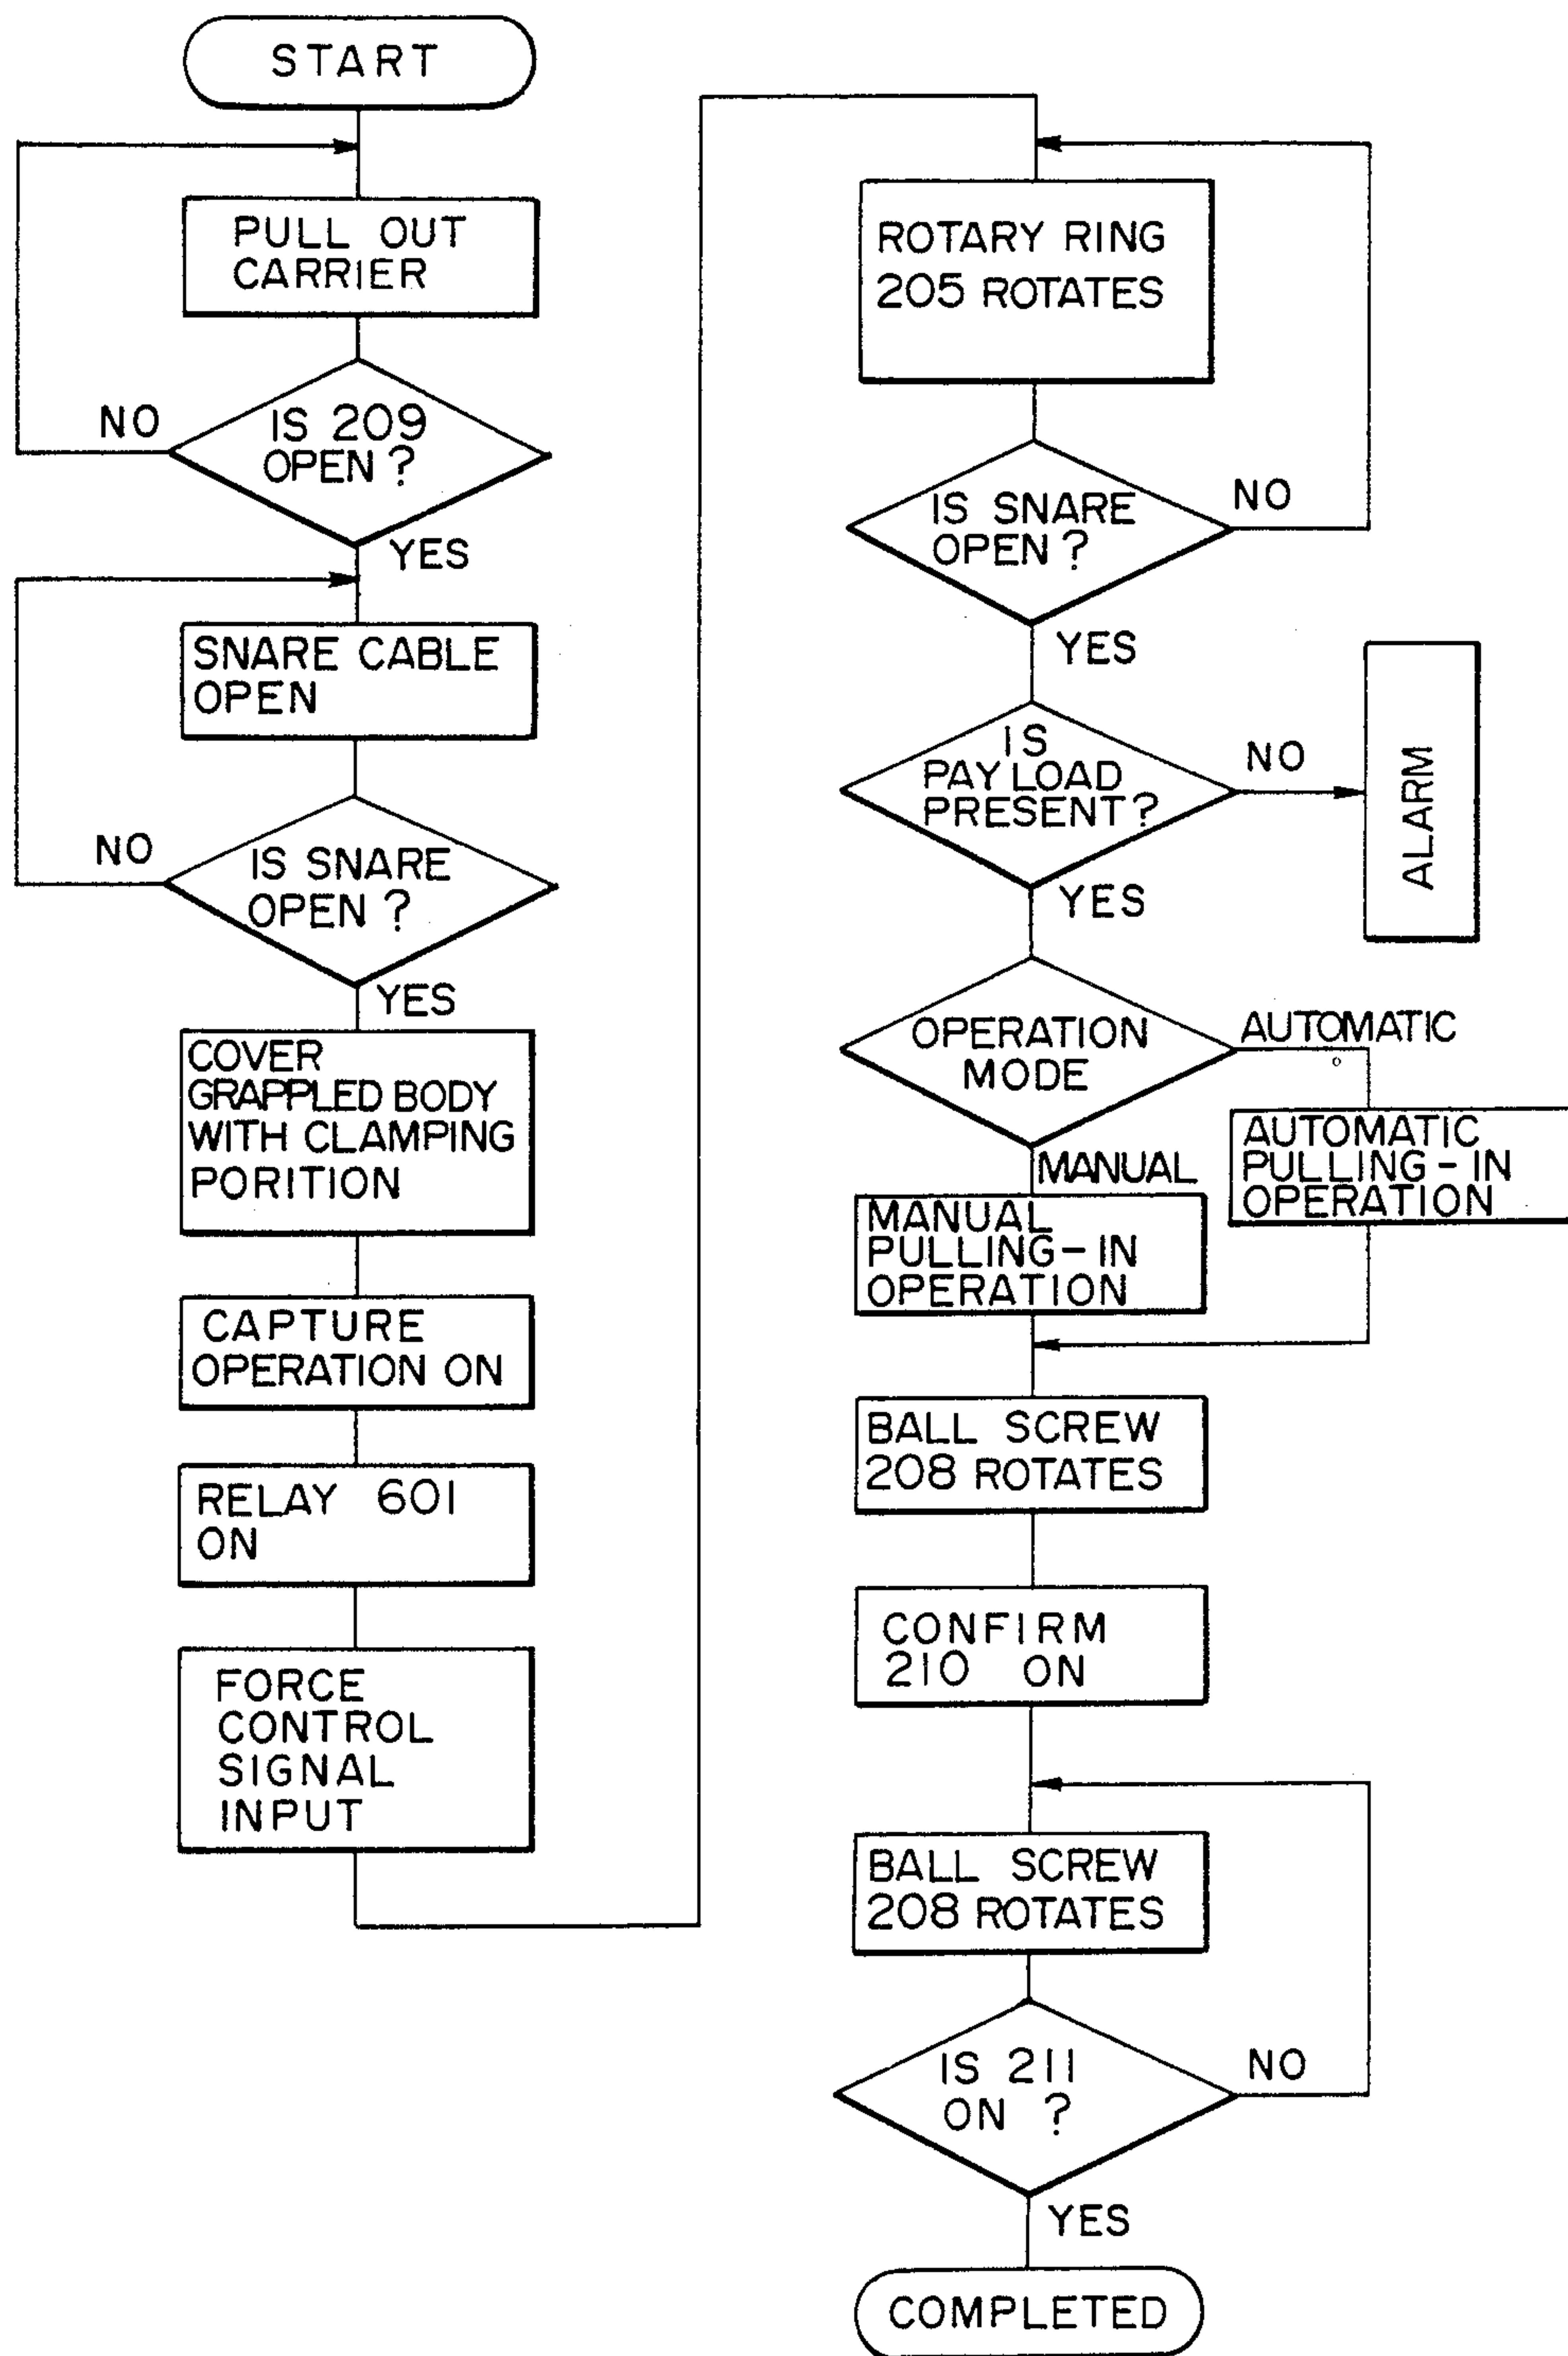 START
PULL OUT
CARRIER
IS 209
OPEN ?
NO
YES
SNARE CABLE
OPEN
IS SNARE
OPEN ?
NO
YES
COVER
GRAPPLED BODY
WITH CLAMPING
PORITION
CAPTURE
OPERATION ON
RELAY 601
ON
FORCE
CONTROL
SIGNAL
INPUT
ROTARY RING
205 ROTATES
IS SNARE
OPEN ?
NO
YES
IS
PAY LOAD
PRESENT ?
NO
ALARM
YES
OPERATION
MODE
AUTOMATIC
AUTOMATIC
PULLING-IN
OPERATION
MANUAL
MANUAL
PULLING-IN
OPERATION
BALL SCREW
208 ROTATES
CONFIRM
210 ON
BALL SCREW
208 ROTATES
IS 211
ON ?
NO
YES
COMPLETED